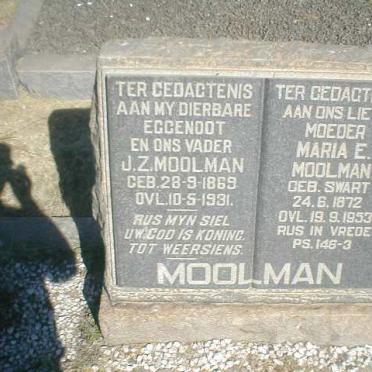 TER GEDAGTENIS
AAN MY DIERBARE
EGGENOOT
EN ONS VADER
J.Z. MOOLMAN
GEB. 28-9-1869
OVL. 10-5-1931.
RUS MYN SIEL
UW GOD IS KONING.
TOT WEERSIENS.
TER GEDAGT
AAN ONS LIE
MOEDER
MARIA E.
MOOLMAN
GEB. SWART
24.6.1872
OVL. 19.9.1953
RUS IN VREDE
PS. 146-3
MOOLMAN